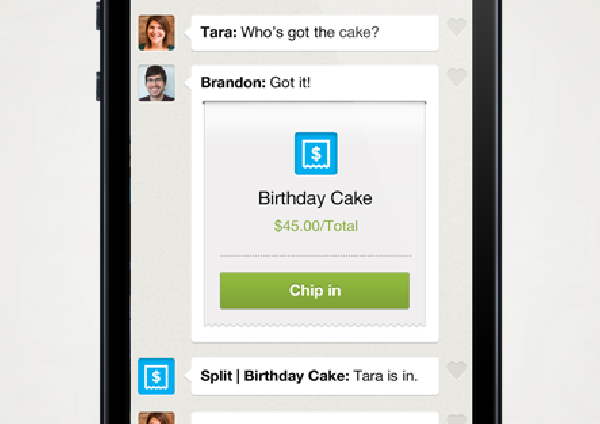 Tara: Who's got the cake?
Brandon: Got it!
$
Birthday Cake
$45.00/Total
Chip in
$
Split | Birthday Cake: Tara is in.